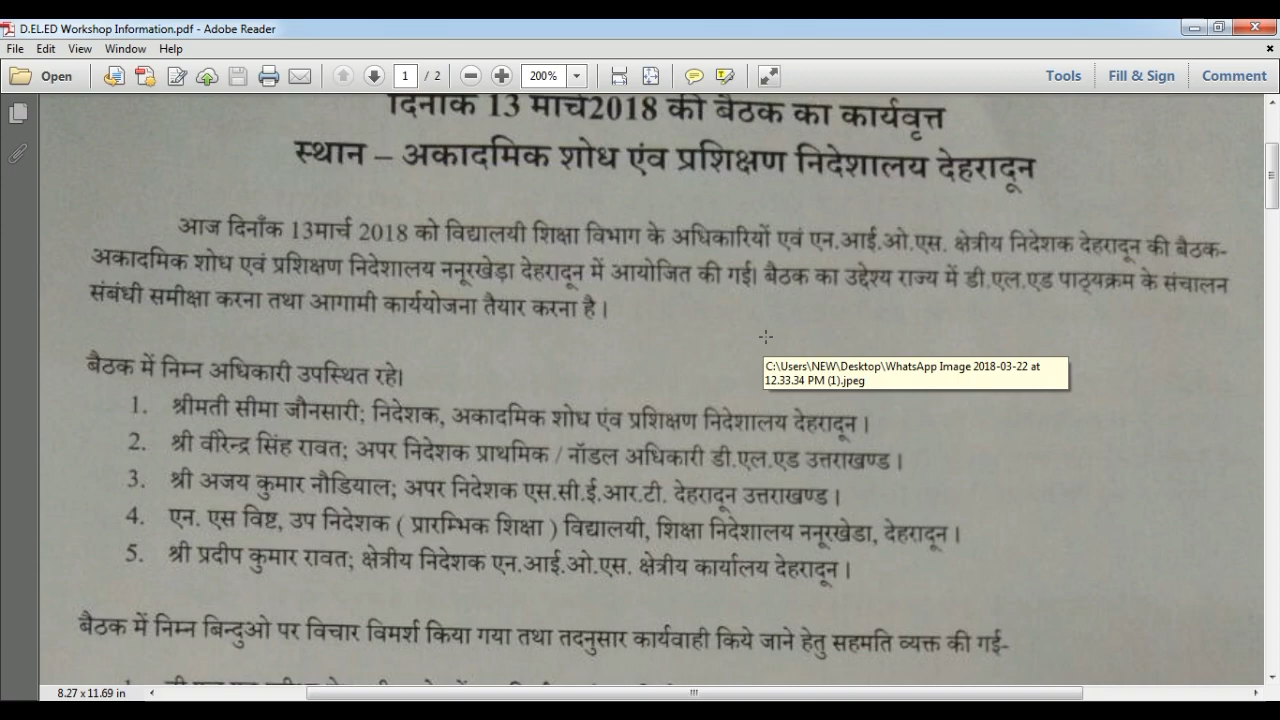 D.EL.ED Workshop Information.pdf - Adobe Reader
File Edit View Window Help
Open 1 / 2 200% Tools Fill & Sign Comment
दिनांक 13 मार्च2018 की बैठक का कार्यवृत्त
स्थान – अकादमिक शोध एंव प्रशिक्षण निदेशालय देहरादून
आज दिनाँक 13मार्च 2018 को विद्यालयी शिक्षा विभाग के अधिकारियों एवं एन.आई.ओ.एस. क्षेत्रीय निदेशक देहरादून की बैठक-
अकादमिक शोध एवं प्रशिक्षण निदेशालय ननूरखेड़ा देहरादून में आयोजित की गई। बैठक का उद्देश्य राज्य में डी.एल.एड पाठ्यक्रम के संचालन
संबंधी समीक्षा करना तथा आगामी कार्ययोजना तैयार करना है।
बैठक में निम्न अधिकारी उपस्थित रहे।
C:\Users\NEW\Desktop\WhatsApp Image 2018-03-22 at
12.33.34 PM (1).jpeg
1. श्रीमती सीमा जौनसारी; निदेशक, अकादमिक शोध एंव प्रशिक्षण निदेशालय देहरादून।
2. श्री वीरेन्द्र सिंह रावत; अपर निदेशक प्राथमिक / नॉडल अधिकारी डी.एल.एड उत्तराखण्ड।
3. श्री अजय कुमार नौडियाल; अपर निदेशक एस.सी.ई.आर.टी. देहरादून उत्तराखण्ड।
4. एन. एस विष्ट, उप निदेशक ( प्रारम्भिक शिक्षा ) विद्यालयी, शिक्षा निदेशालय ननूरखेडा, देहरादून।
5. श्री प्रदीप कुमार रावत; क्षेत्रीय निदेशक एन.आई.ओ.एस. क्षेत्रीय कार्यालय देहरादून।
बैठक में निम्न बिन्दुओ पर विचार विमर्श किया गया तथा तदनुसार कार्यवाही किये जाने हेतु सहमति व्यक्त की गई-
8.27 x 11.69 in